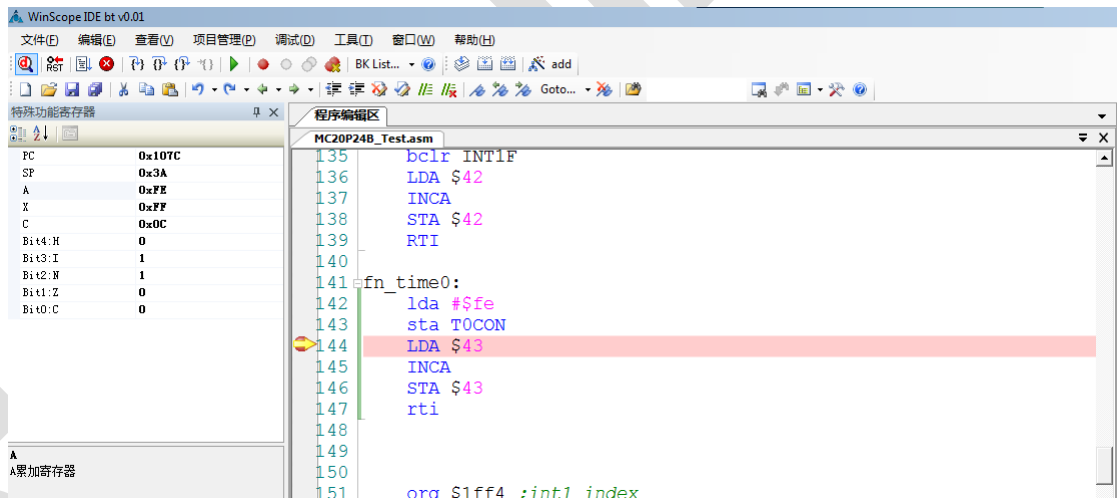 WinScope IDE bt v0.01
文件(F) 编辑(E) 查看(V) 项目管理(P) 调试(D) 工具(T) 窗口(W) 帮助(H)
RST BK List... add
Goto...
特殊功能寄存器
PC 0x107C
SP 0x3A
A 0xFE
X 0xFF
C 0x0C
Bit4:H 0
Bit3:I 1
Bit2:N 1
Bit1:Z 0
Bit0:C 0
A
A累加寄存器
程序编辑区
MC20P24B_Test.asm
135 bclr INT1F
136 LDA $42
137 INCA
138 STA $42
139 RTI
140
141 fn_time0:
142 lda #$fe
143 sta T0CON
144 LDA $43
145 INCA
146 STA $43
147 rti
148
149
150
151 org $1ff4 ;int1 index